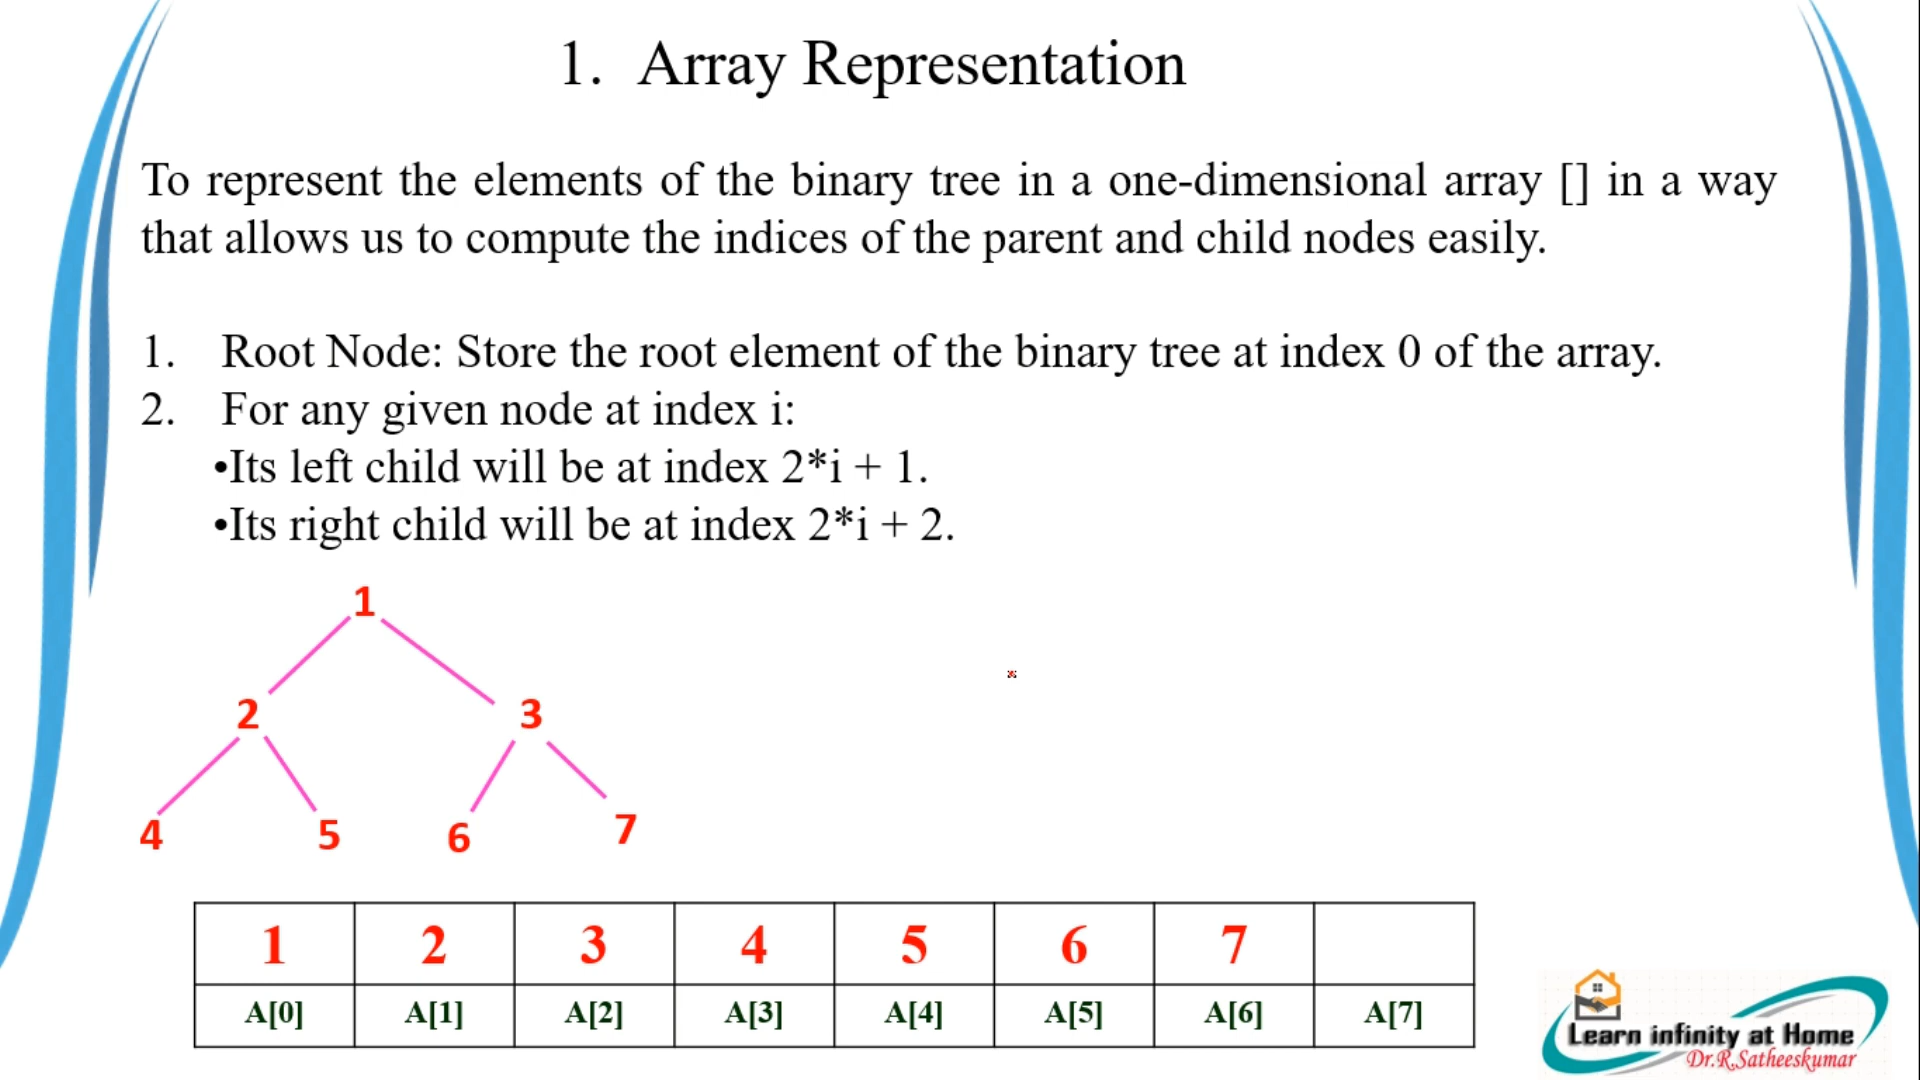 1. Array Representation
To represent the elements of the binary tree in a one-dimensional array [] in a way
that allows us to compute the indices of the parent and child nodes easily.
1. Root Node: Store the root element of the binary tree at index 0 of the array.
2. For any given node at index i:
•Its left child will be at index 2*i + 1.
•Its right child will be at index 2*i + 2.
1
2 3
4 5 6 7
1 2 3 4 5 6 7
A[0] A[1] A[2] A[3] A[4] A[5] A[6] A[7]
Learn infinity at Home
Dr.R.Satheeskumar